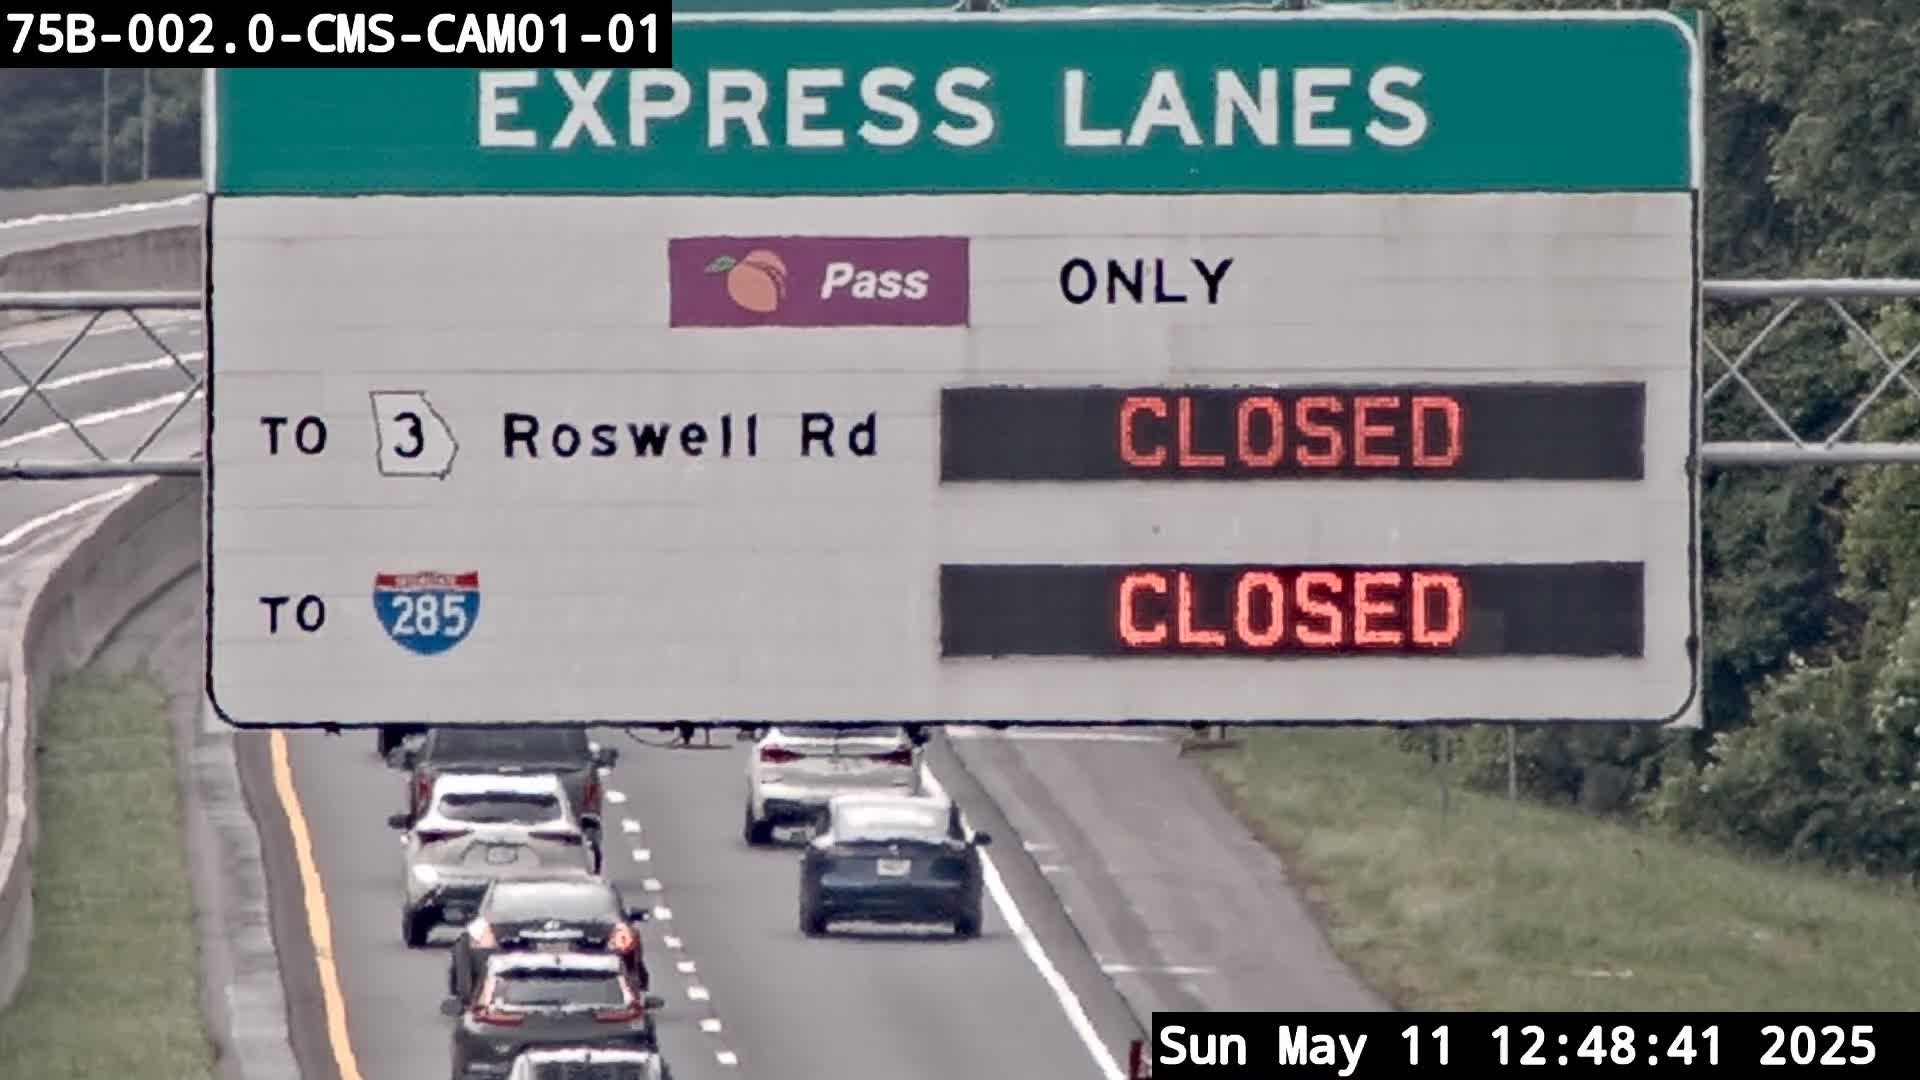 75B-002.0-CMS-CAM01-01
EXPRESS LANES
Pass ONLY
TO 3 Roswell Rd CLOSED
TO 285 CLOSED
Sun May 11 12:48:41 2025